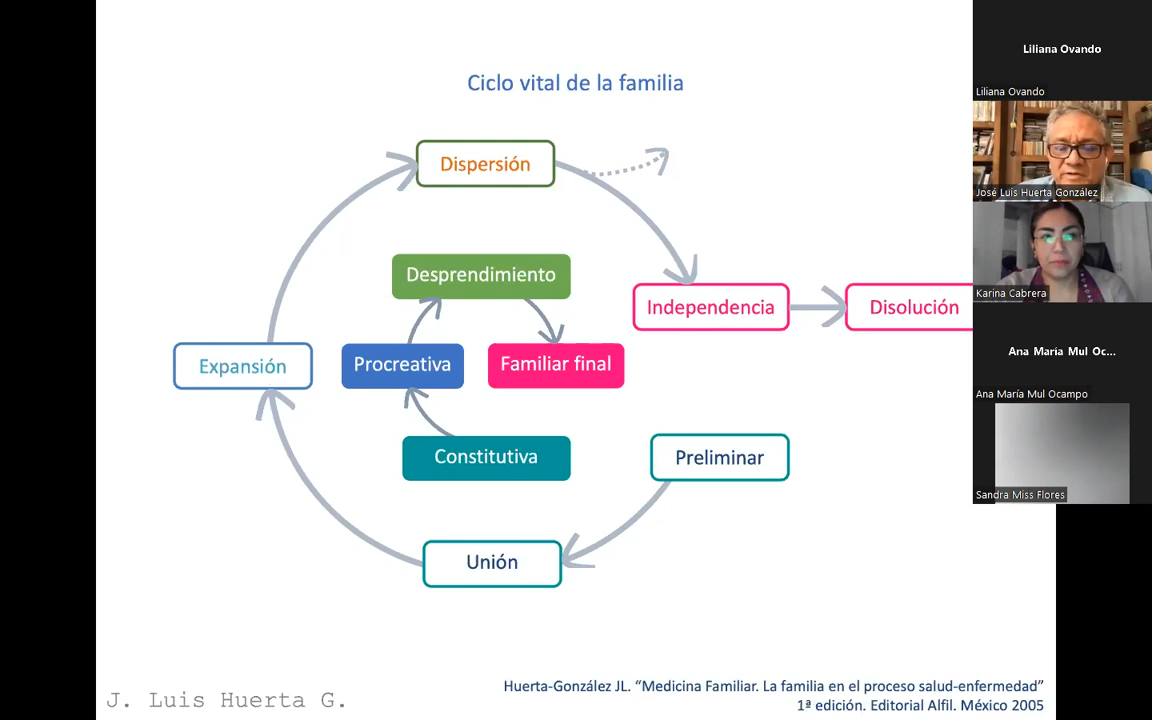 Ciclo vital de la familia
Dispersión
Desprendimiento
Independencia
Disolución
Expansión
Procreativa
Familiar final
Constitutiva
Preliminar
Unión
J. Luis Huerta G.
Huerta-González JL. “Medicina Familiar. La familia en el proceso salud-enfermedad”
1ª edición. Editorial Alfil. México 2005
Liliana Ovando
Liliana Ovando
José Luis Huerta González
Karina Cabrera
Ana María Mul Oc...
Ana María Mul Ocampo
Sandra Miss Flores